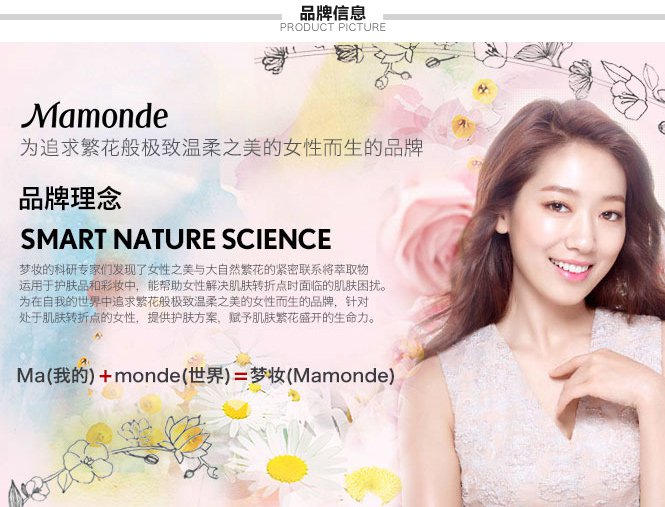 品牌信息
PRODUCT PICTURE
Mamonde
为追求繁花般极致温柔之美的女性而生的品牌
品牌理念
SMART NATURE SCIENCE
梦妆的科研专家们发现了女性之美与大自然繁花的紧密联系将萃取物
运用于护肤品和彩妆中，能帮助女性解决肌肤转折点时面临的肌肤困扰。
为在自我的世界中追求繁花般极致温柔之美的女性而生的品牌，针对
处于肌肤转折点的女性，提供护肤方案，赋予肌肤繁花盛开的生命力。
Ma(我的)+monde(世界)=梦妆(Mamonde)